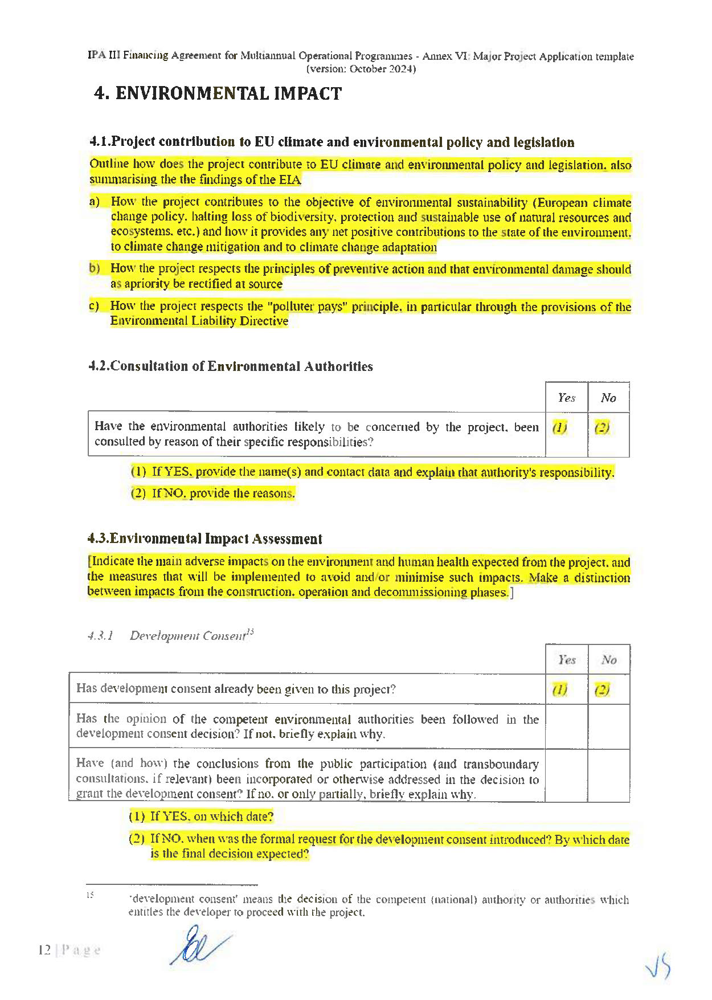 IPA III Financing Agreement for Multiannual Operational Programmes - Annex VI: Major Project Application template
(version: October 2024)
4. ENVIRONMENTAL IMPACT
4.1.Project contribution to EU climate and environmental policy and legislation
Outline how does the project contribute to EU climate and environmental policy and legislation, also
summarising the the findings of the EIA
a) How the project contributes to the objective of environmental sustainability (European climate
change policy, halting loss of biodiversity, protection and sustainable use of natural resources and
ecosystems, etc.) and how it provides any net positive contributions to the state of the environment,
to climate change mitigation and to climate change adaptation
b) How the project respects the principles of preventive action and that environmental damage should
as apriority be rectified at source
c) How the project respects the "polluter pays" principle, in particular through the provisions of the
Environmental Liability Directive
4.2.Consultation of Environmental Authorities
Yes No
Have the environmental authorities likely to be concerned by the project, been (1) (2)
consulted by reason of their specific responsibilities?
(1) If YES, provide the name(s) and contact data and explain that authority's responsibility.
(2) If NO, provide the reasons.
4.3.Environmental Impact Assessment
[Indicate the main adverse impacts on the environment and human health expected from the project, and
the measures that will be implemented to avoid and/or minimise such impacts. Make a distinction
between impacts from the construction, operation and decommissioning phases.]
4.3.1 Development Consent15
Yes No
Has development consent already been given to this project? (1) (2)
Has the opinion of the competent environmental authorities been followed in the
development consent decision? If not, briefly explain why.
Have (and how) the conclusions from the public participation (and transboundary
consultations, if relevant) been incorporated or otherwise addressed in the decision to
grant the development consent? If no, or only partially, briefly explain why.
(1) If YES, on which date?
(2) If NO, when was the formal request for the development consent introduced? By which date
is the final decision expected?
15 'development consent' means the decision of the competent (national) authority or authorities which
entitles the developer to proceed with the project.
12 | Page